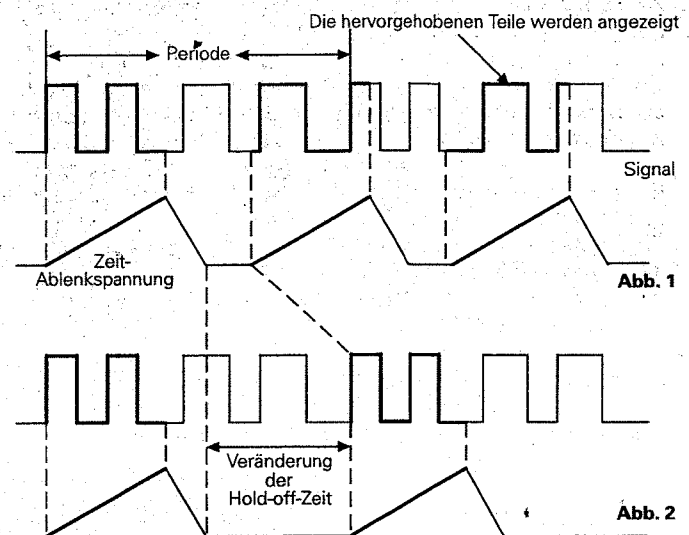 Die hervorgehobenen Teile werden angezeigt
Periode
Signal
Zeit-
Ablenkspannung
Abb. 1
Veränderung
der
Hold-off-Zeit
Abb. 2